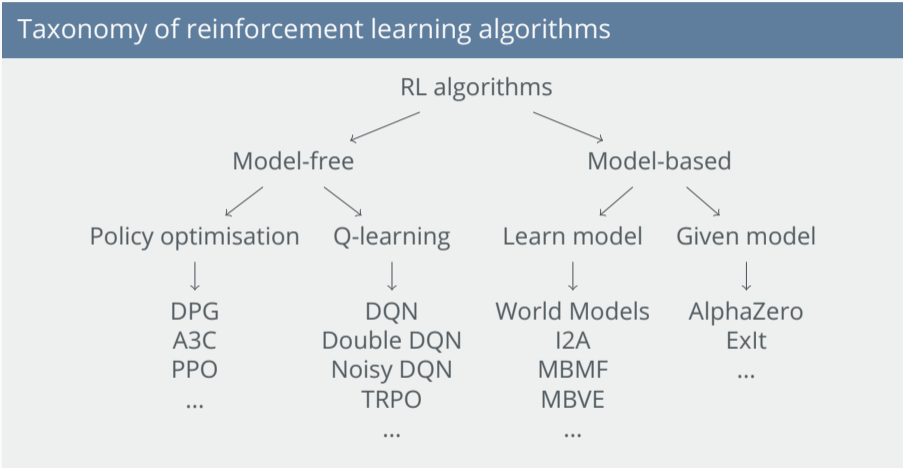 Taxonomy of reinforcement learning algorithms
RL algorithms
Model-free
Model-based
Policy optimisation
Q-learning
Learn model
Given model
DPG
A3C
PPO
...
DQN
Double DQN
Noisy DQN
TRPO
...
World Models
I2A
MBMF
MBVE
...
AlphaZero
ExIt
...